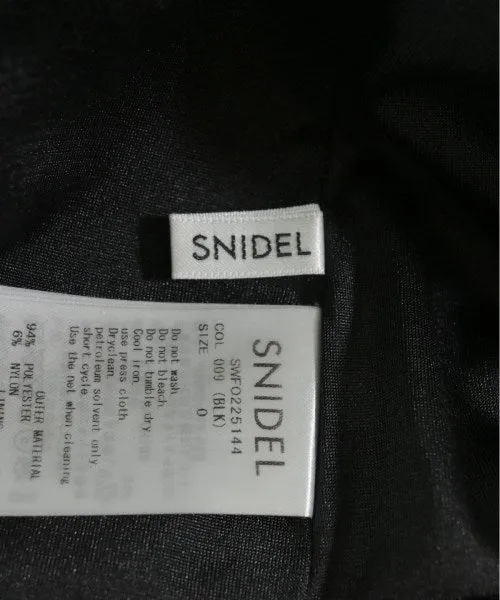 SNIDEL
SNIDEL
SWFO225144
COL 009 (BLK)
SIZE 0
Do not wash
Do not bleach
Do not tumble dry.
Cool iron.
use press cloth
Dryclean.
petroleum solvent only.
short cycle.
Use the net when cleaning
OUTER MATERIAL
94% POLYESTER
6% NYLON
LINING